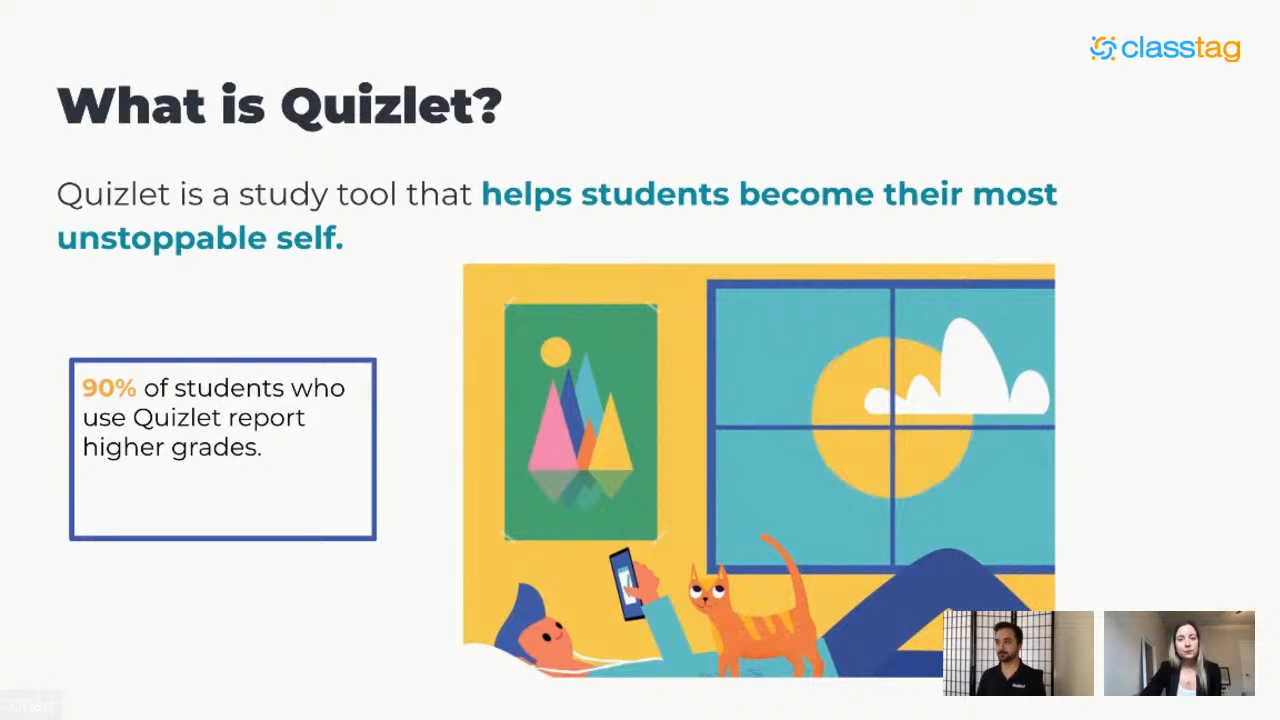 classtag
What is Quizlet?
Quizlet is a study tool that helps students become their most
unstoppable self.
90% of students who
use Quizlet report
higher grades.